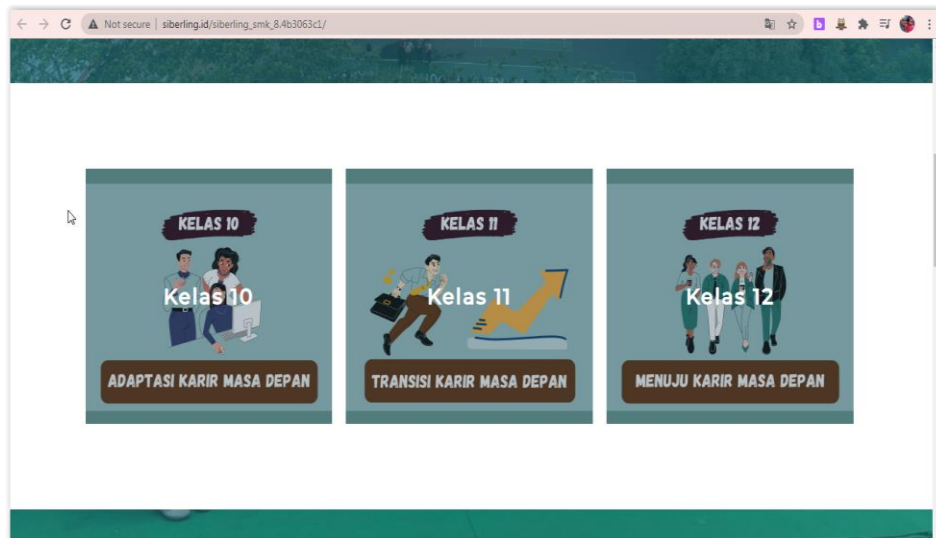 Not secure | siberling.id/siberling_smk_8.4b3063c1/
KELAS 10
Kelas 10
ADAPTASI KARIR MASA DEPAN
KELAS 11
Kelas 11
TRANSISI KARIR MASA DEPAN
KELAS 12
Kelas 12
MENUJU KARIR MASA DEPAN